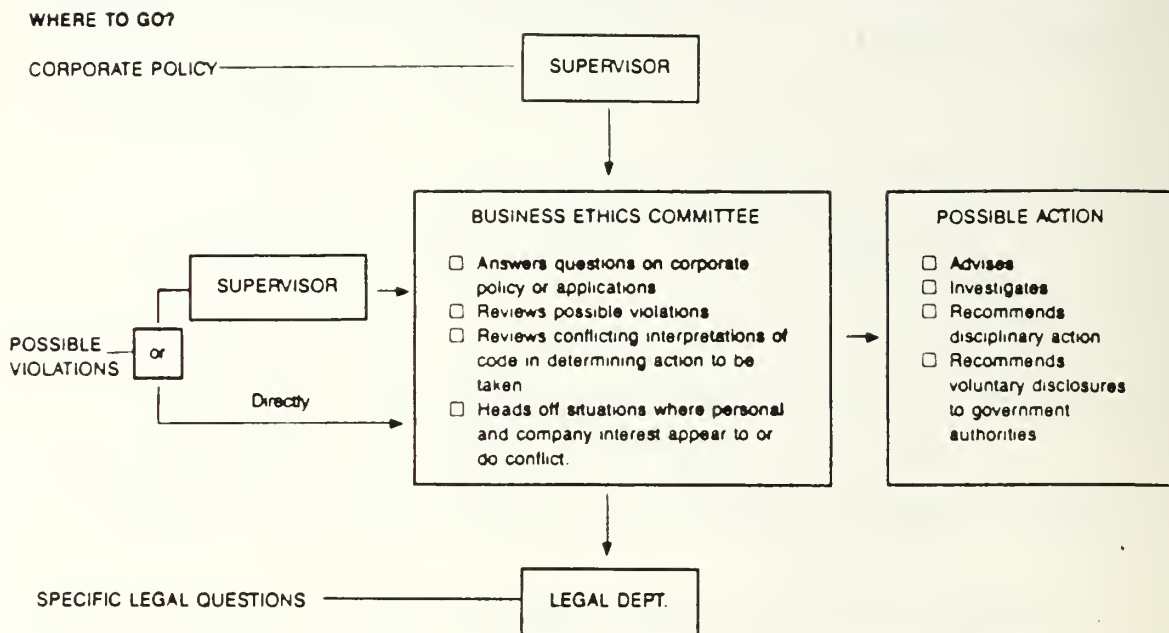 WHERE TO GO?
CORPORATE POLICY
SUPERVISOR
BUSINESS ETHICS COMMITTEE
☐ Answers questions on corporate
policy or applications
☐ Reviews possible violations
☐ Reviews conflicting interpretations of
code in determining action to be
taken
☐ Heads off situations where personal
and company interest appear to or
do conflict.
POSSIBLE ACTION
☐ Advises
☐ Investigates
☐ Recommends
disciplinary action
☐ Recommends
voluntary disclosures
to government
authorities
SUPERVISOR
POSSIBLE
VIOLATIONS
or
Directly
SPECIFIC LEGAL QUESTIONS
LEGAL DEPT.